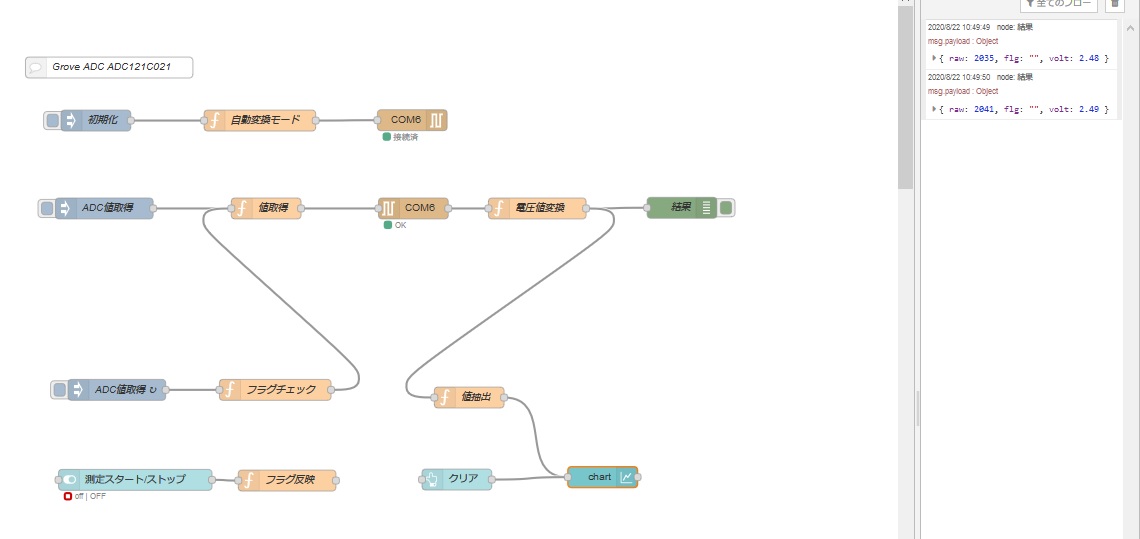 全てのフロー
2020/8/22 10:49:49 node: 結果
msg.payload : Object
{ raw: 2035, flg: "", volt: 2.48 }
2020/8/22 10:49:50 node: 結果
msg.payload : Object
{ raw: 2041, flg: "", volt: 2.49 }
Grove ADC ADC121C021
初期化
自動変換モード
COM6
接続済
ADC値取得
値取得
COM6
OK
電圧値変換
結果
ADC値取得 ↻
フラグチェック
値抽出
測定スタート/ストップ
off | OFF
フラグ反映
クリア
chart